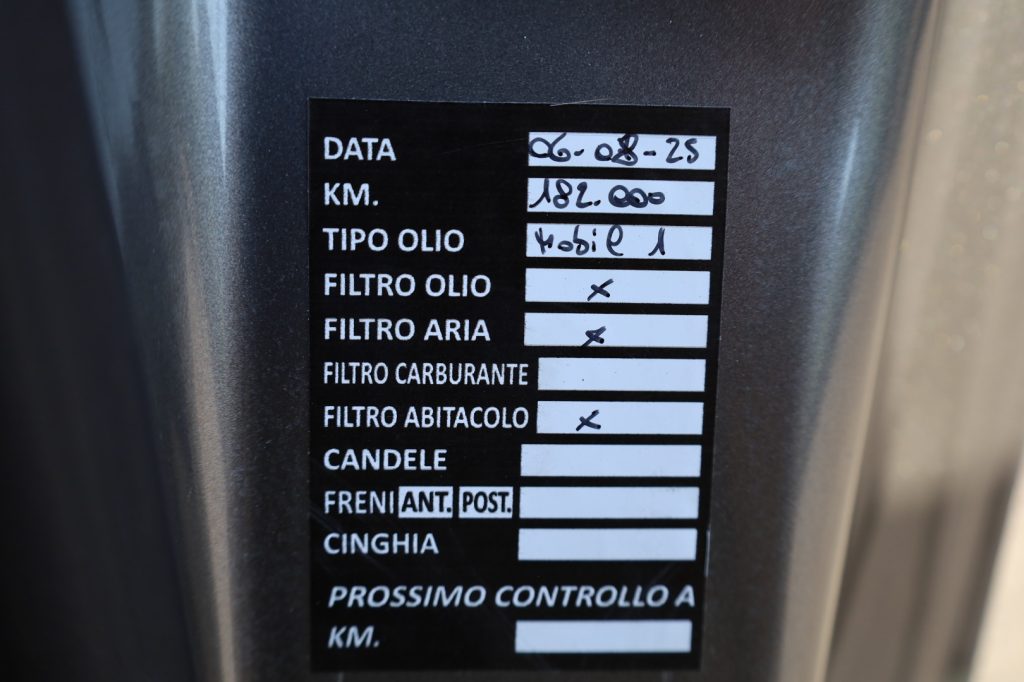 DATA 06-08-25
KM. 182.000
TIPO OLIO Mobil 1
FILTRO OLIO x
FILTRO ARIA x
FILTRO CARBURANTE
FILTRO ABITACOLO x
CANDELE
FRENI ANT. POST.
CINGHIA
PROSSIMO CONTROLLO A
KM.